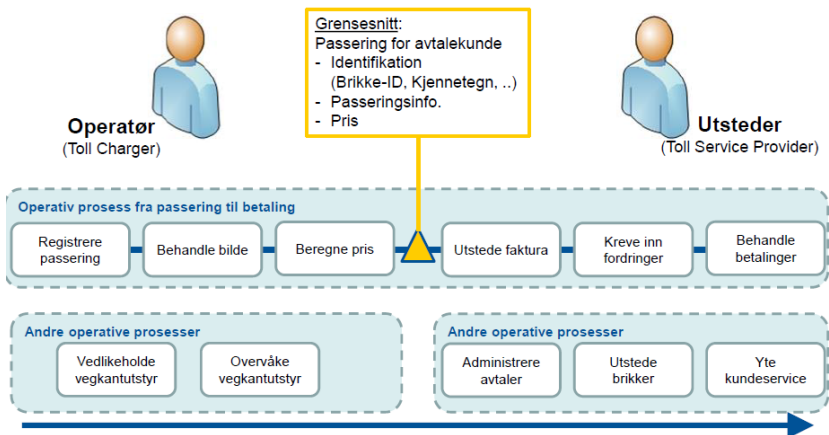 Grensesnitt:
Passering for avtalekunde
- Identifikation
(Brikke-ID, Kjennetegn, ..)
- Passeringsinfo.
- Pris
Operatør
(Toll Charger)
Utsteder
(Toll Service Provider)
Operativ prosess fra passering til betaling
Registrere
passering
Behandle bilde
Beregne pris
Utstede faktura
Kreve inn
fordringer
Behandle
betalinger
Andre operative prosesser
Vedlikeholde
vegkantutstyr
Overvåke
vegkantutstyr
Andre operative prosesser
Administrere
avtaler
Utstede
brikker
Yte
kundeservice